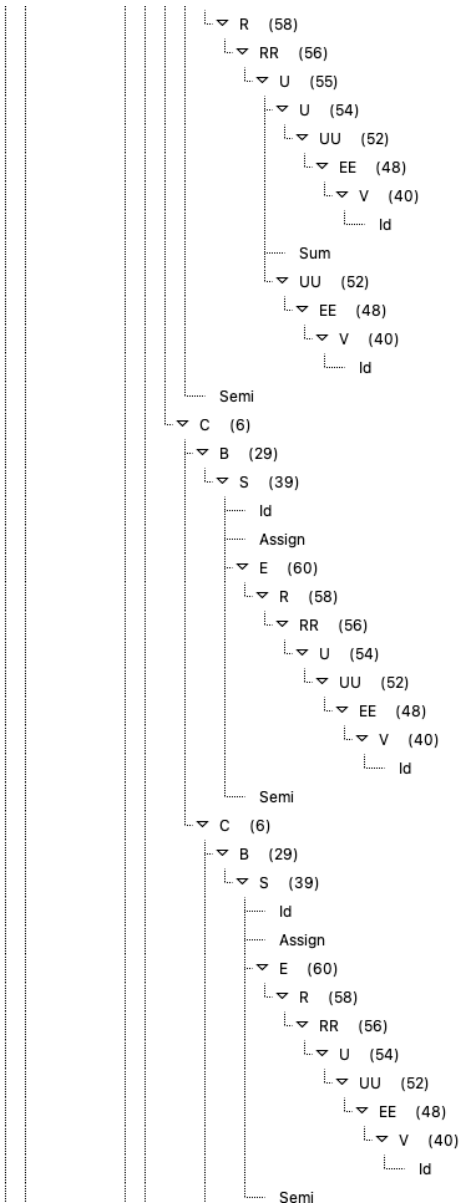 R (58)
RR (56)
U (55)
U (54)
UU (52)
EE (48)
V (40)
Id
Sum
UU (52)
EE (48)
V (40)
Id
Semi
C (6)
B (29)
S (39)
Id
Assign
E (60)
R (58)
RR (56)
U (54)
UU (52)
EE (48)
V (40)
Id
Semi
C (6)
B (29)
S (39)
Id
Assign
E (60)
R (58)
RR (56)
U (54)
UU (52)
EE (48)
V (40)
Id
Semi